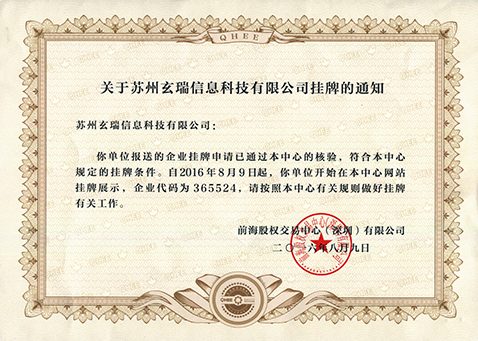 QHEE
关于苏州玄瑞信息科技有限公司挂牌的通知
苏州玄瑞信息科技有限公司：
你单位报送的企业挂牌申请已通过本中心的核验，符合本中心
规定的挂牌条件。自2016年8月9日起，你单位开始在本中心网站
挂牌展示，企业代码为365524，请按照本中心有关规则做好挂牌
有关工作。
前海股权交易中心（深圳）有限公司
二〇一六年八月九日
QHEE